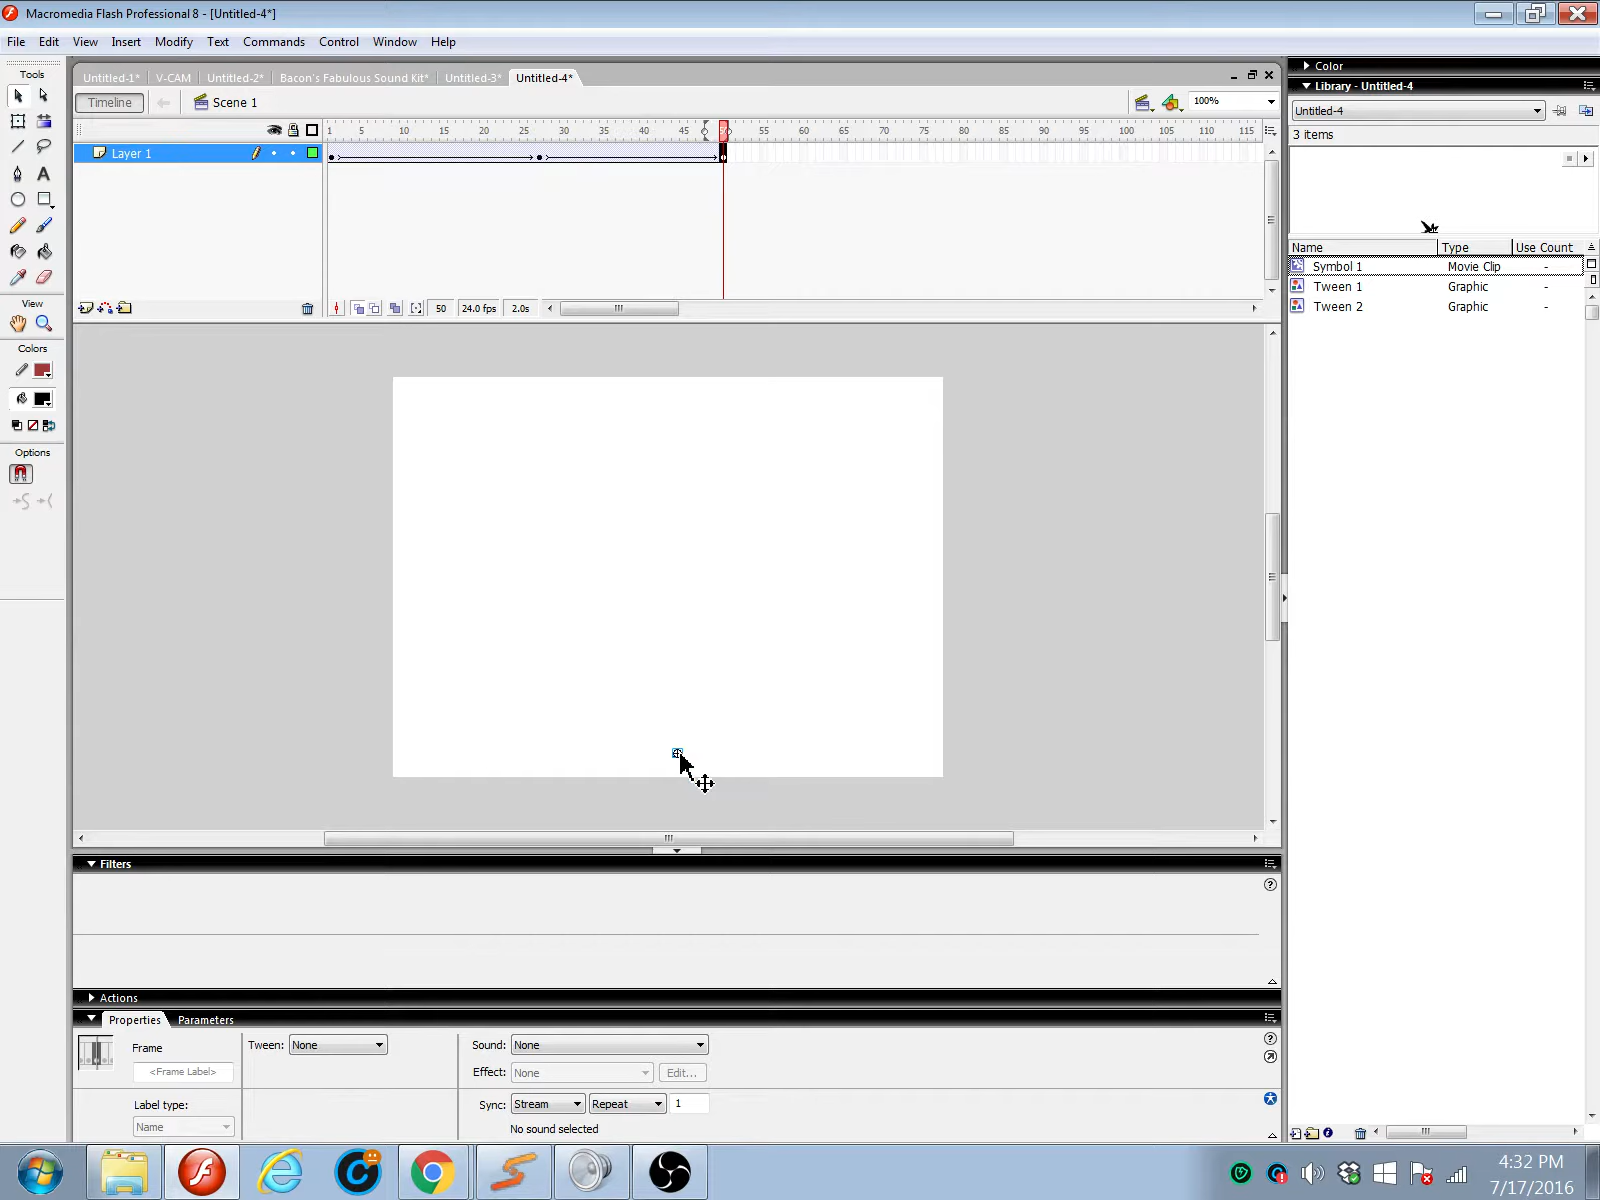 Macromedia Flash Professional 8 - [Untitled-4*]
File Edit View Insert Modify Text Commands Control Window Help
Tools
Untitled-1* V-CAM Untitled-2* Bacon's Fabulous Sound Kit* Untitled-3* Untitled-4*
Timeline Scene 1 100%
1 5 10 15 20 25 30 35 40 45 55 60 65 70 75 80 85 90 95 100 105 110 115
Layer 1
50 24.0 fps 2.0s
View
Colors
Options
Color
Library - Untitled-4
Untitled-4
3 items
Name Type Use Count
Symbol 1 Movie Clip -
Tween 1 Graphic -
Tween 2 Graphic -
Filters
Actions
Properties Parameters
Frame Tween: None Sound: None
<Frame Label> Effect: None Edit...
Label type: Sync: Stream Repeat 1
Name No sound selected
4:32 PM
7/17/2016